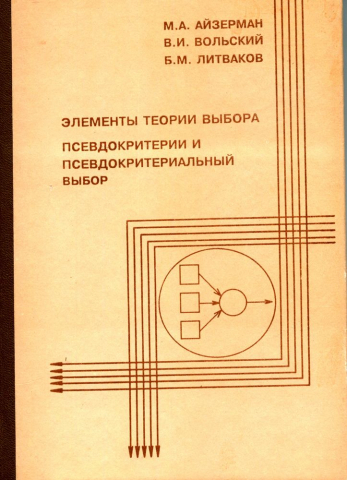 М.А. АЙЗЕРМАН
В.И. ВОЛЬСКИЙ
Б.М. ЛИТВАКОВ
ЭЛЕМЕНТЫ ТЕОРИИ ВЫБОРА
ПСЕВДОКРИТЕРИИ И
ПСЕВДОКРИТЕРИАЛЬНЫЙ
ВЫБОР